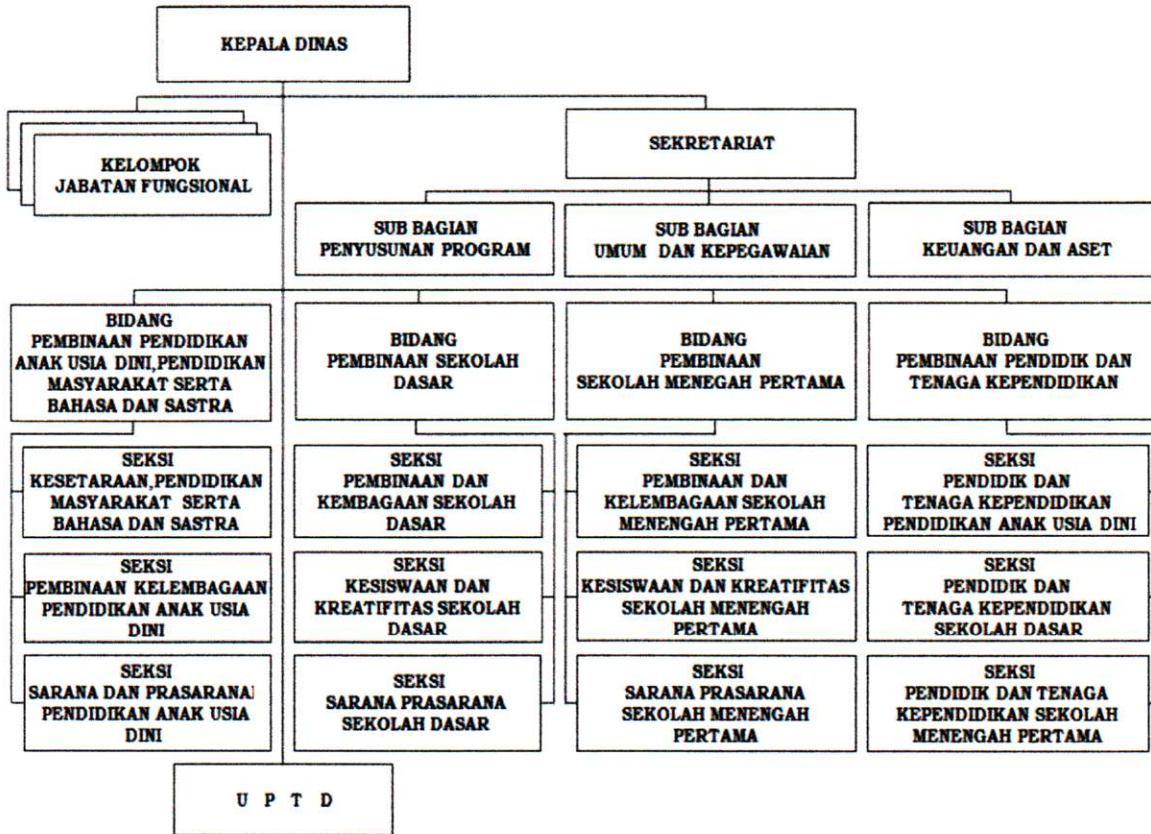 KEPALA DINAS
KELOMPOK
JABATAN FUNGSIONAL
SEKRETARIAT
SUB BAGIAN
PENYUSUNAN PROGRAM
SUB BAGIAN
UMUM DAN KEPEGAWAIAN
SUB BAGIAN
KEUANGAN DAN ASET
BIDANG
PEMBINAAN PENDIDIKAN
ANAK USIA DINI,PENDIDIKAN
MASYARAKAT SERTA
BAHASA DAN SASTRA
BIDANG
PEMBINAAN SEKOLAH
DASAR
BIDANG
PEMBINAAN
SEKOLAH MENEGAH PERTAMA
BIDANG
PEMBINAAN PENDIDIK DAN
TENAGA KEPENDIDIKAN
SEKSI
KESETARAAN,PENDIDIKAN
MASYARAKAT SERTA
BAHASA DAN SASTRA
SEKSI
PEMBINAAN DAN
KEMBAGAAN SEKOLAH
DASAR
SEKSI
PEMBINAAN DAN
KELEMBAGAAN SEKOLAH
MENENGAH PERTAMA
SEKSI
PENDIDIK DAN
TENAGA KEPENDIDIKAN
PENDIDIKAN ANAK USIA DINI
SEKSI
PEMBINAAN KELEMBAGAAN
PENDIDIKAN ANAK USIA
DINI
SEKSI
KESISWAAN DAN
KREATIFITAS SEKOLAH
DASAR
SEKSI
KESISWAAN DAN KREATIFITAS
SEKOLAH MENENGAH
PERTAMA
SEKSI
PENDIDIK DAN
TENAGA KEPENDIDIKAN
SEKOLAH DASAR
SEKSI
SARANA DAN PRASARANA
PENDIDIKAN ANAK USIA
DINI
SEKSI
SARANA PRASARANA
SEKOLAH DASAR
SEKSI
SARANA PRASARANA
SEKOLAH MENENGAH
PERTAMA
SEKSI
PENDIDIK DAN TENAGA
KEPENDIDIKAN SEKOLAH
MENENGAH PERTAMA
U P T D